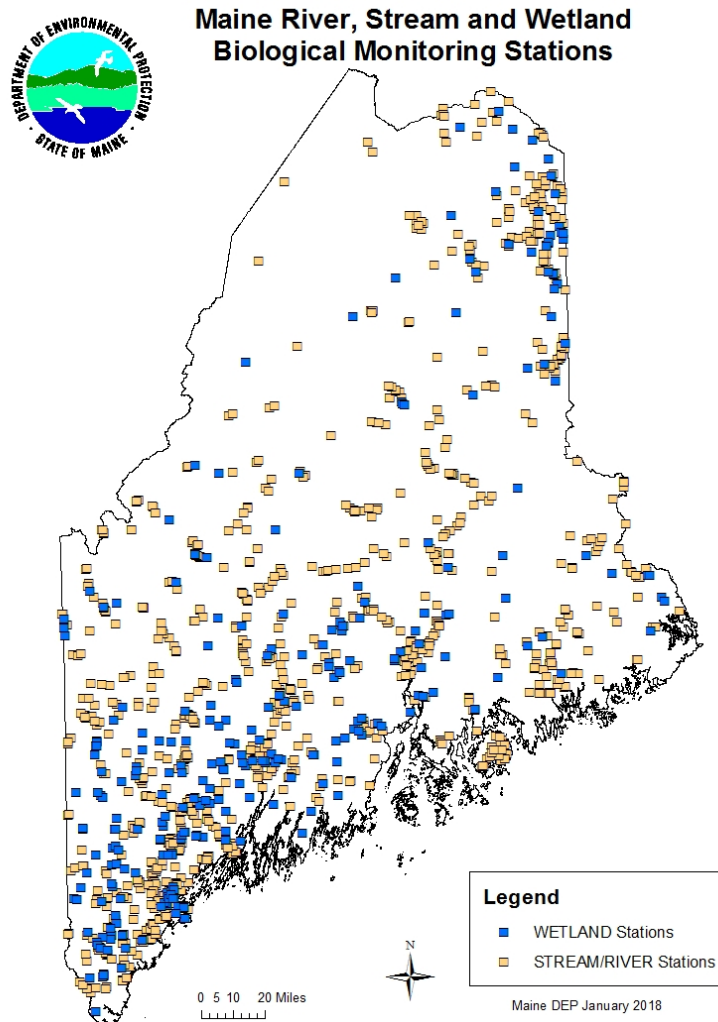 Maine River, Stream and Wetland
Biological Monitoring Stations
DEPARTMENT OF ENVIRONMENTAL PROTECTION
• STATE OF MAINE •
Legend
WETLAND Stations
STREAM/RIVER Stations
N
0 5 10 20 Miles
Maine DEP January 2018